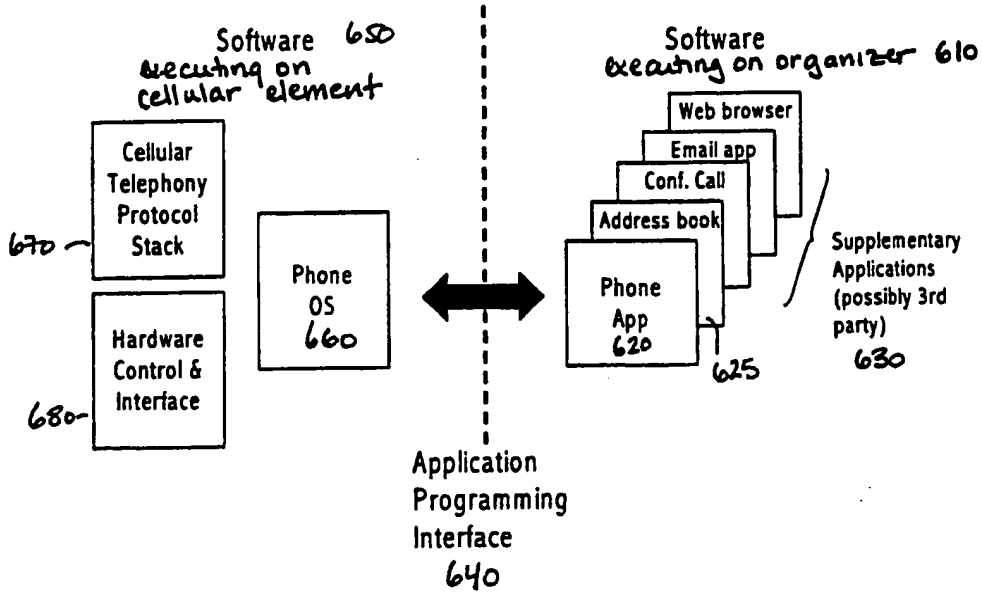 Software 650
executing on
cellular element
Cellular
Telephony
Protocol
Stack
670
Hardware
Control &
Interface
680
Phone
OS
660
Application
Programming
Interface
640
Software
executing on organizer 610
Web browser
Email app
Conf. Call
Address book
Phone
App
620
625
Supplementary
Applications
(possibly 3rd
party)
630